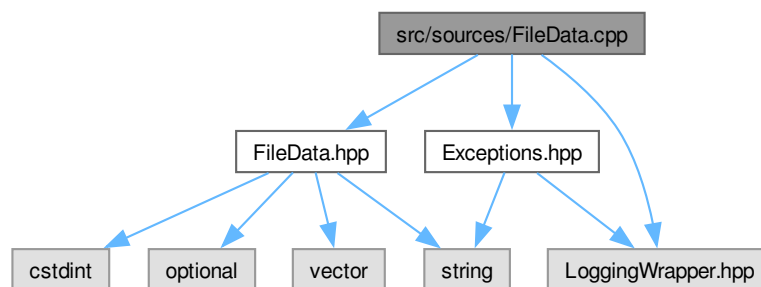 src/sources/FileData.cpp
FileData.hpp
Exceptions.hpp
cstdint
optional
vector
string
LoggingWrapper.hpp